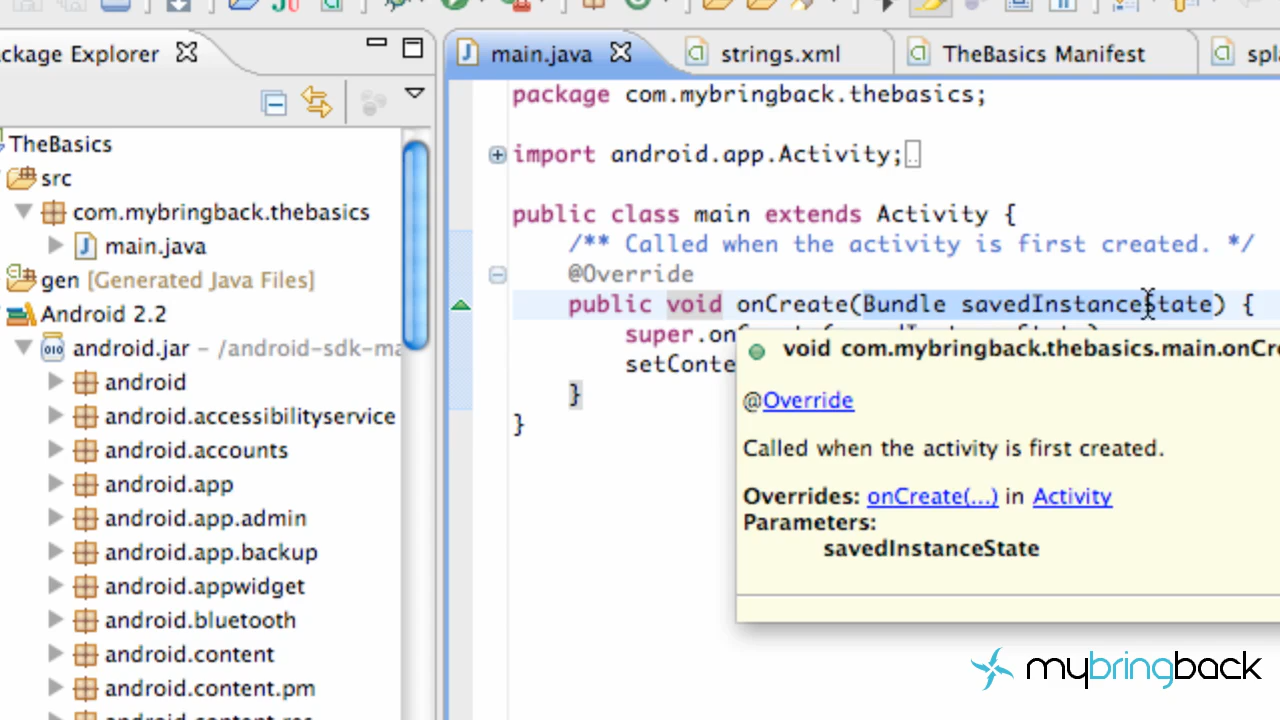 ckage Explorer
TheBasics
src
com.mybringback.thebasics
main.java
gen [Generated Java Files]
Android 2.2
android.jar – /android-sdk-ma
android
android.accessibilityservice
android.accounts
android.app
android.app.admin
android.app.backup
android.appwidget
android.bluetooth
android.content
android.content.pm
main.java
strings.xml
TheBasics Manifest
spl
package com.mybringback.thebasics;
import android.app.Activity;
public class main extends Activity {
/** Called when the activity is first created. */
@Override
public void onCreate(Bundle savedInstanceState) {
super.on
setConte
}
}
void com.mybringback.thebasics.main.onCr
@Override
Called when the activity is first created.
Overrides: onCreate(...) in Activity
Parameters:
savedInstanceState
mybringback